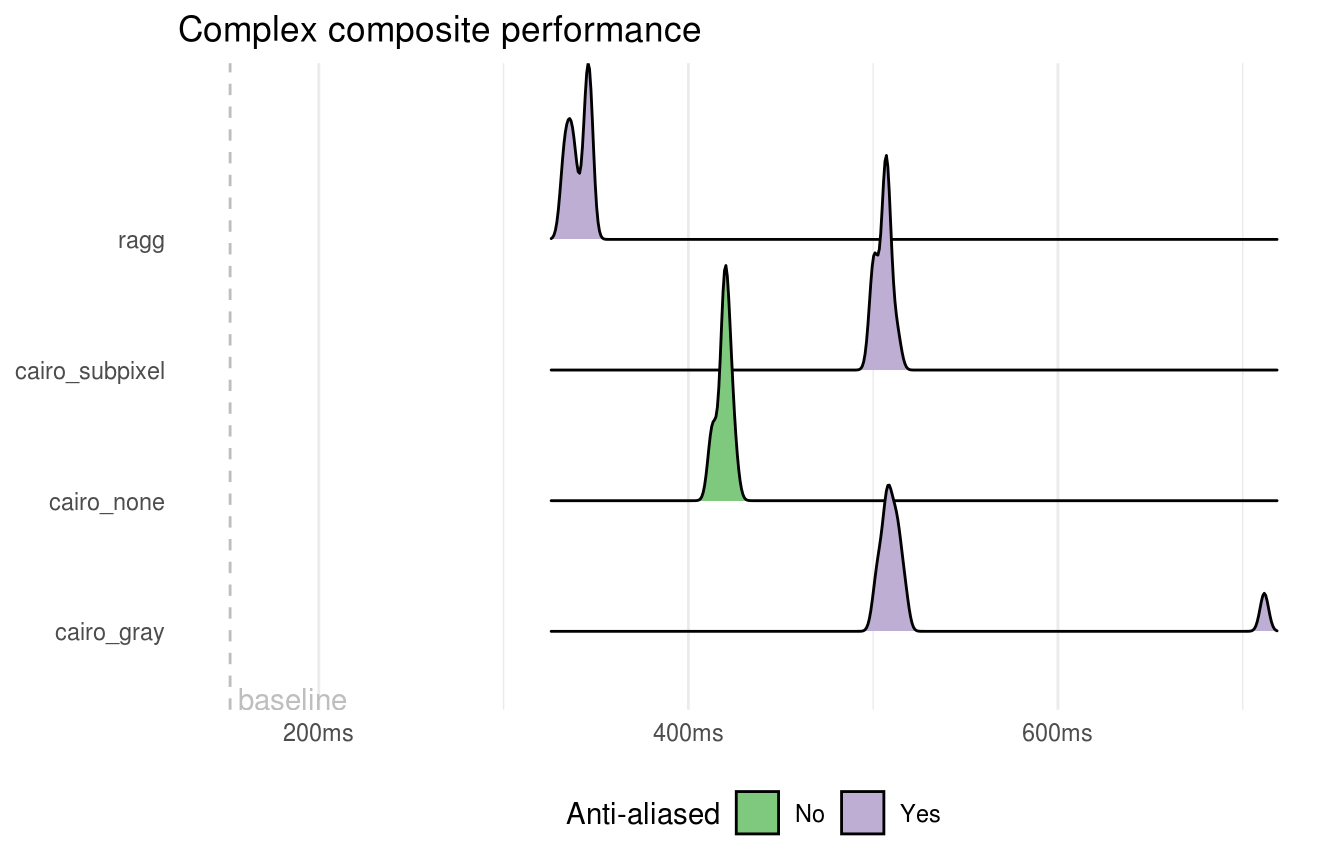 Complex composite performance
ragg
cairo_subpixel
cairo_none
cairo_gray
baseline
200ms 400ms 600ms
Anti-aliased No Yes